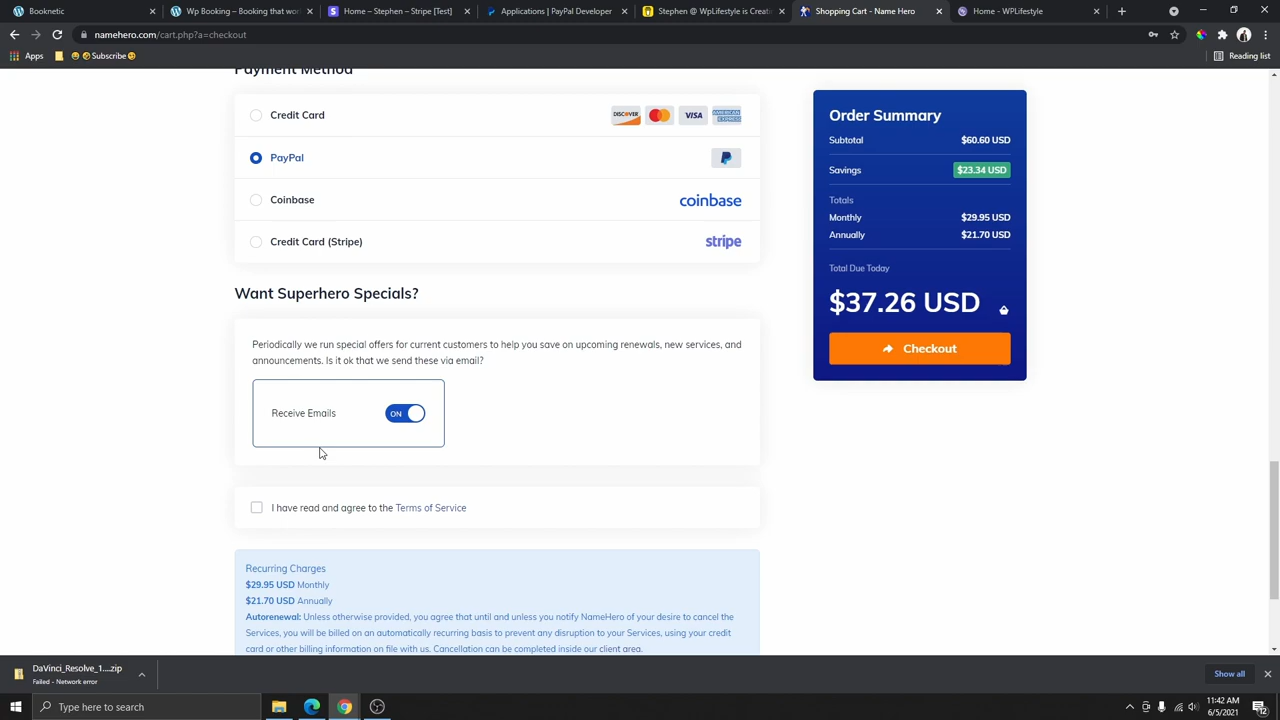 Booknetic
Wp Booking – Booking that wor
Home – Stephen – Stripe [Test]
Applications | PayPal Developer
Stephen @ WPLifestyle is Creat
Shopping Cart - Name Hero
Home - WPLifestyle
namehero.com/cart.php?a=checkout
Apps
Subscribe
Reading list
Payment Method
Credit Card
DISCOVER
VISA
AMERICAN EXPRESS
PayPal
Coinbase
coinbase
Credit Card (Stripe)
stripe
Want Superhero Specials?
Periodically we run special offers for current customers to help you save on upcoming renewals, new services, and
announcements. Is it ok that we send these via email?
Receive Emails
ON
I have read and agree to the Terms of Service
Recurring Charges
$29.95 USD Monthly
$21.70 USD Annually
Autorenewal: Unless otherwise provided, you agree that until and unless you notify NameHero of your desire to cancel the
Services, you will be billed on an automatically recurring basis to prevent any disruption to your Services, using your credit
card or other billing information on file with us. Cancellation can be completed inside our client area.
Order Summary
Subtotal $60.60 USD
Savings $23.34 USD
Totals
Monthly $29.95 USD
Annually $21.70 USD
Total Due Today
$37.26 USD
Checkout
DaVinci_Resolve_1....zip
Failed - Network error
Show all
Type here to search
11:42 AM
6/5/2021